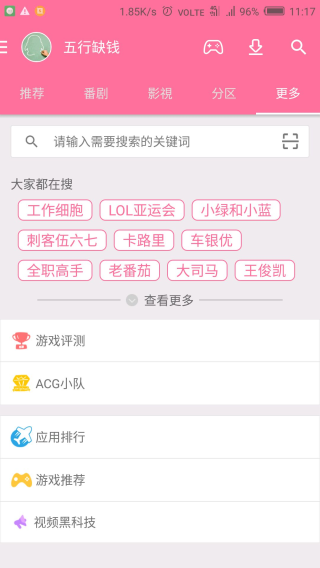 1.85K/s VOLTE 4G 96% 11:17
五行缺钱
推荐 番剧 影视 分区 更多
请输入需要搜索的关键词
大家都在搜
工作细胞 LOL亚运会 小绿和小蓝
刺客伍六七 卡路里 车银优
全职高手 老番茄 大司马 王俊凯
查看更多
游戏评测
ACG小队
应用排行
游戏推荐
视频黑科技